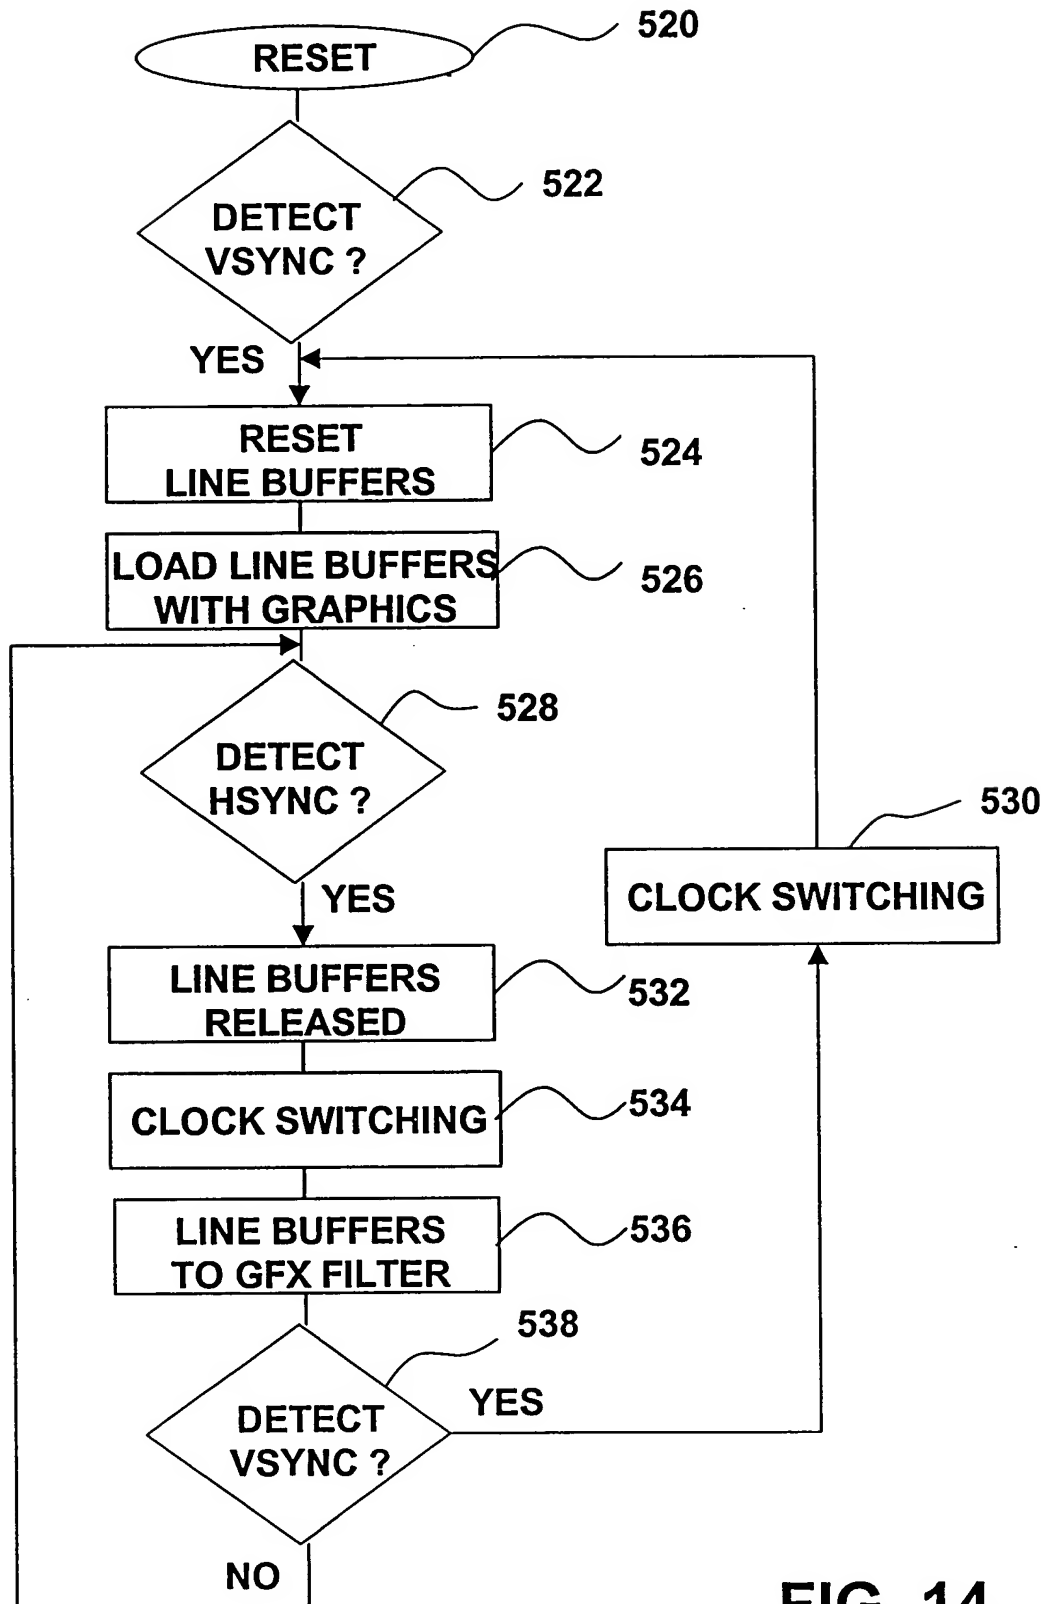 RESET
520
DETECT
VSYNC ?
522
YES
RESET
LINE BUFFERS
524
LOAD LINE BUFFERS
WITH GRAPHICS
526
DETECT
HSYNC ?
528
YES
530
CLOCK SWITCHING
LINE BUFFERS
RELEASED
532
CLOCK SWITCHING
534
LINE BUFFERS
TO GFX FILTER
536
538
DETECT
VSYNC ?
YES
NO
FIG. 14